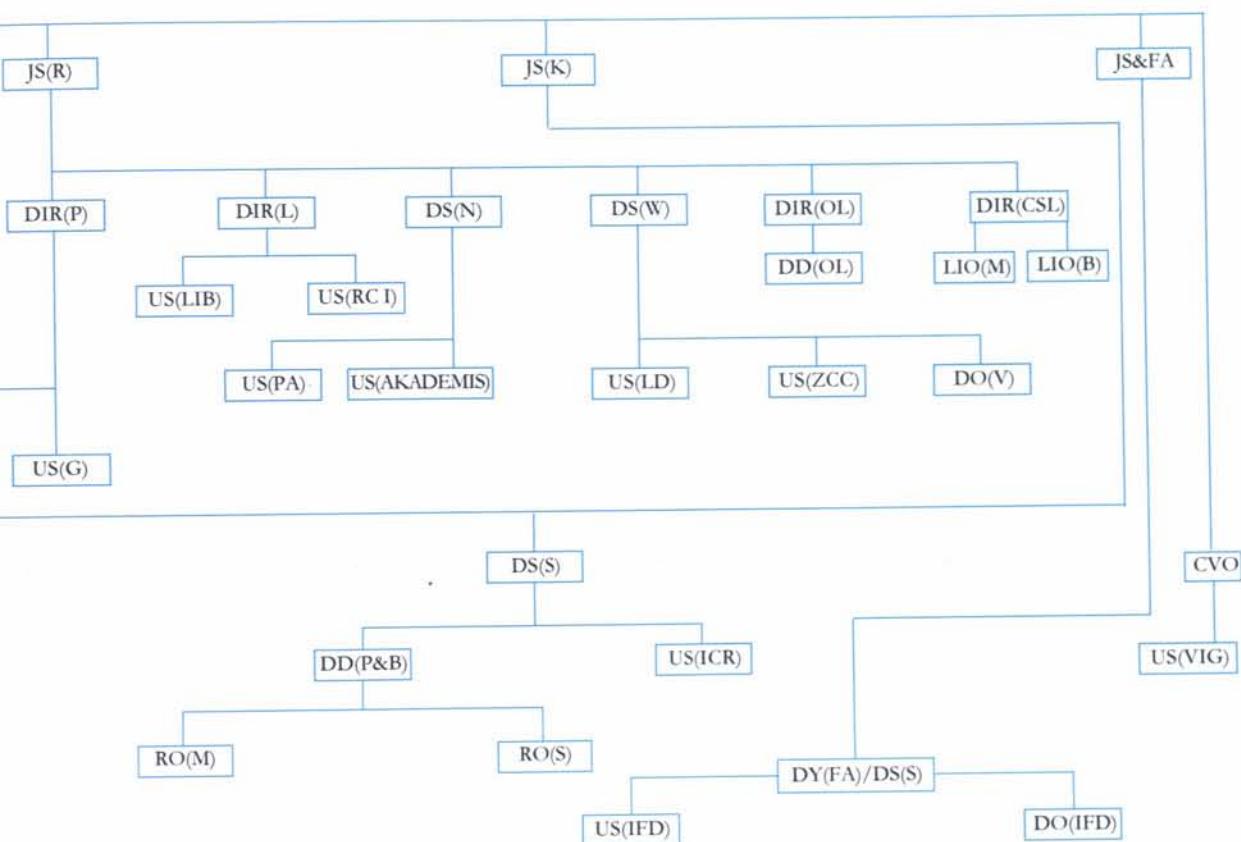 JS(R)
JS(K)
JS&FA
DIR(P)
DIR(L)
DS(N)
DS(W)
DIR(OL)
DIR(CSL)
DD(OL)
LIO(M)
LIO(B)
US(LIB)
US(RC I)
US(PA)
US(AKADEMIS)
US(LD)
US(ZCC)
DO(V)
US(G)
DS(S)
CVO
DD(P&B)
US(ICR)
US(VIG)
RO(M)
RO(S)
DY(FA)/DS(S)
US(IFD)
DO(IFD)